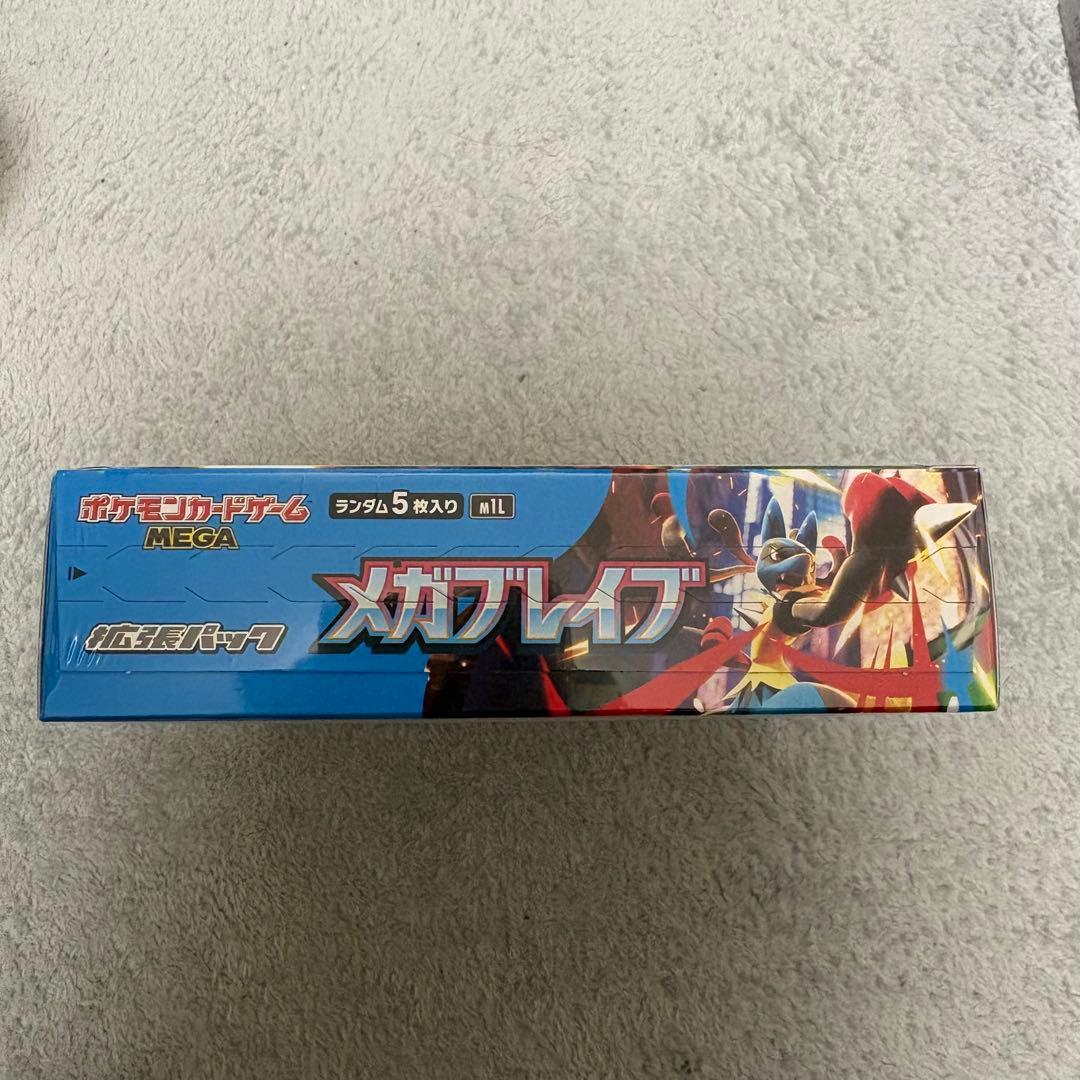 ポケモンカードゲーム
MEGA
ランダム5枚入り M1L
メガブレイブ
拡張パック